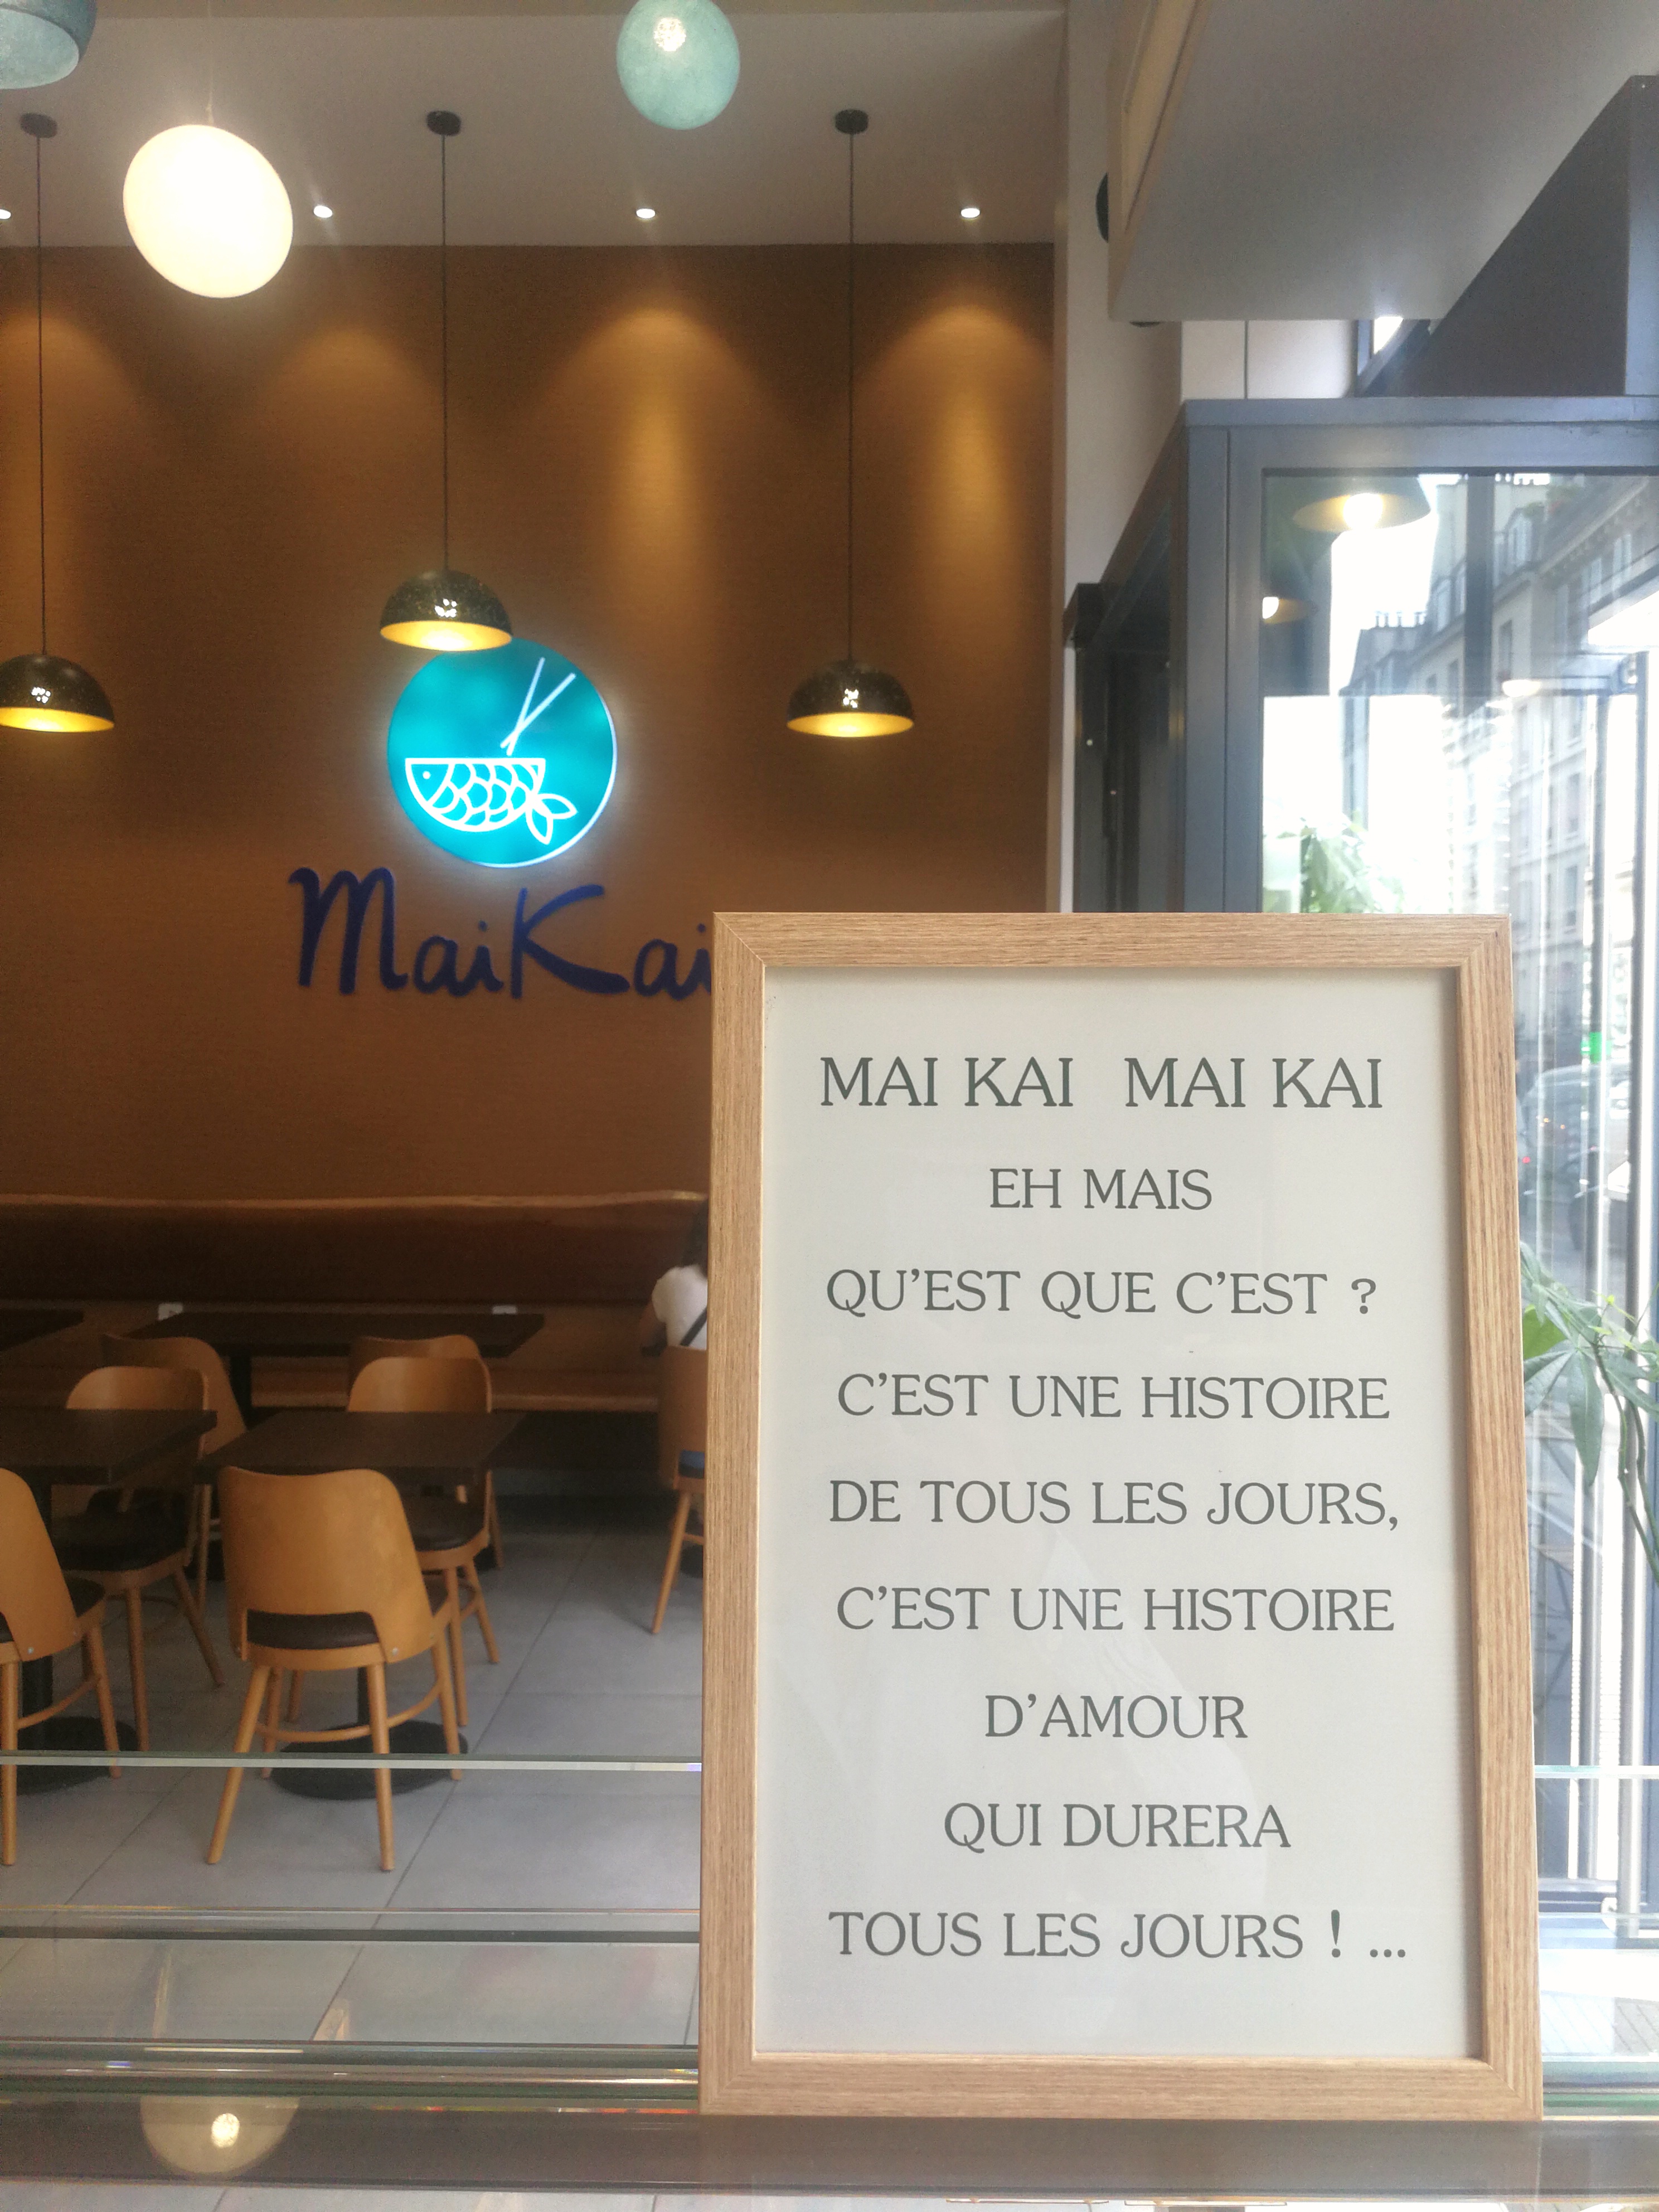 MaiKai
MAI KAI MAI KAI
EH MAIS
QU'EST QUE C'EST ?
C'EST UNE HISTOIRE
DE TOUS LES JOURS,
C'EST UNE HISTOIRE
D'AMOUR
QUI DURERA
TOUS LES JOURS ! ...